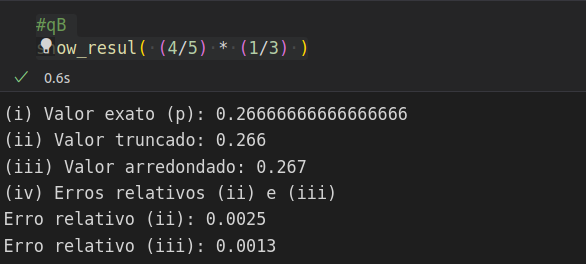 #qB
show_resul( (4/5) * (1/3) )
0.6s
(i) Valor exato (p): 0.26666666666666666
(ii) Valor truncado: 0.266
(iii) Valor arredondado: 0.267
(iv) Erros relativos (ii) e (iii)
Erro relativo (ii): 0.0025
Erro relativo (iii): 0.0013